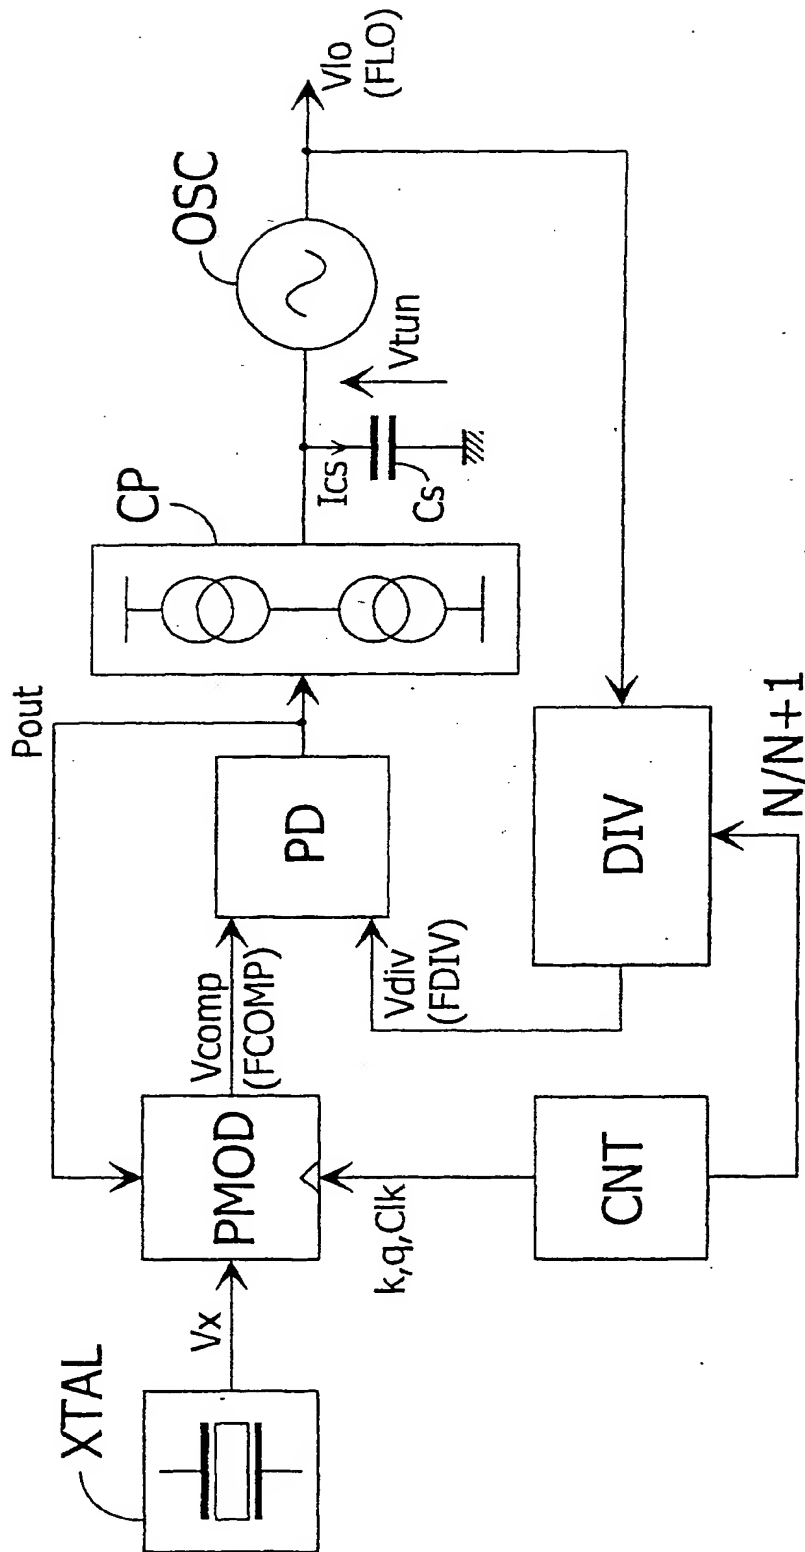 XTAL
Vx
PMOD
Vcomp
(FCOMP)
Pout
PD
CP
Ics
Cs
Vtun
OSC
Vlo
(FLO)
k,q,Clk
Vdiv
(FDIV)
CNT
DIV
N/N+1